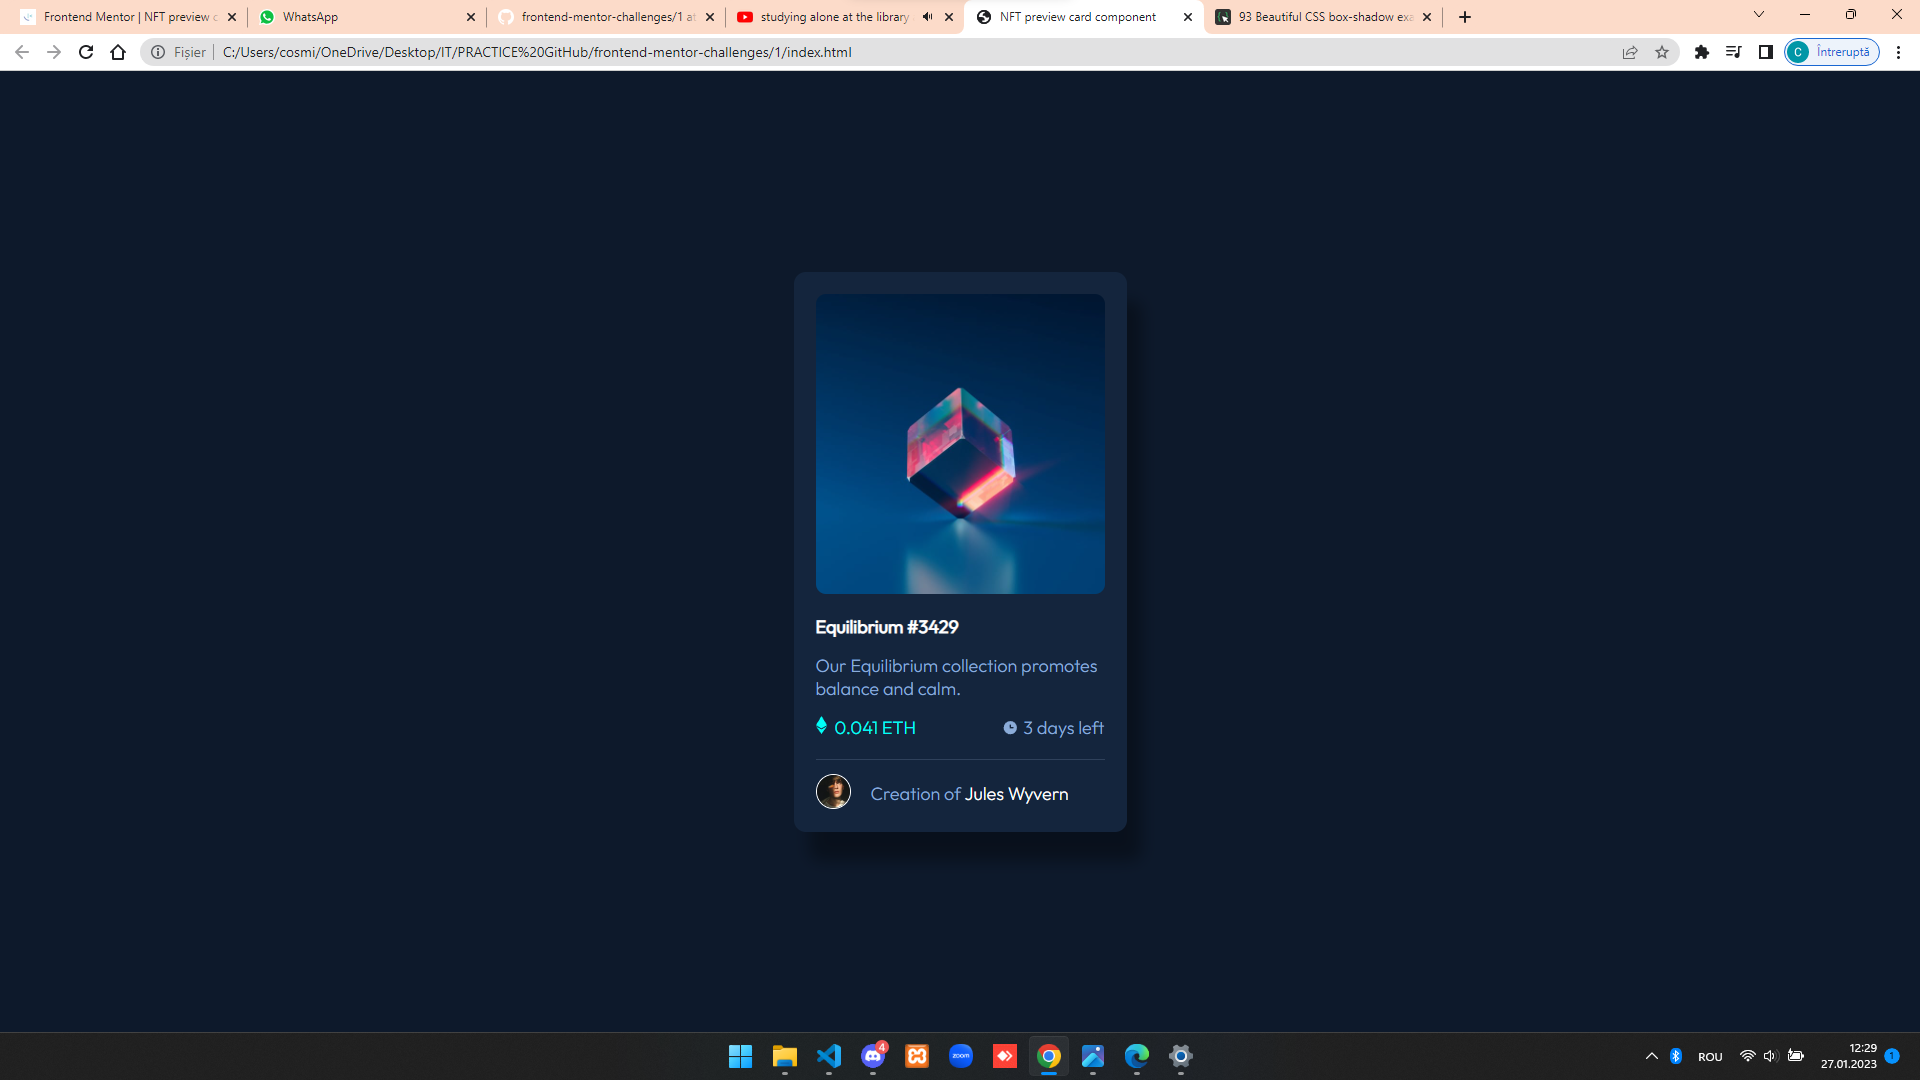 Frontend Mentor | NFT preview c
WhatsApp
frontend-mentor-challenges/1 at
studying alone at the library
NFT preview card component
93 Beautiful CSS box-shadow exa
Fișier
C:/Users/cosmi/OneDrive/Desktop/IT/PRACTICE%20GitHub/frontend-mentor-challenges/1/index.html
C
Întreruptă
Equilibrium #3429
Our Equilibrium collection promotes
balance and calm.
0.041 ETH
3 days left
Creation of Jules Wyvern
4
zoom
ROU
12:29
27.01.2023
1